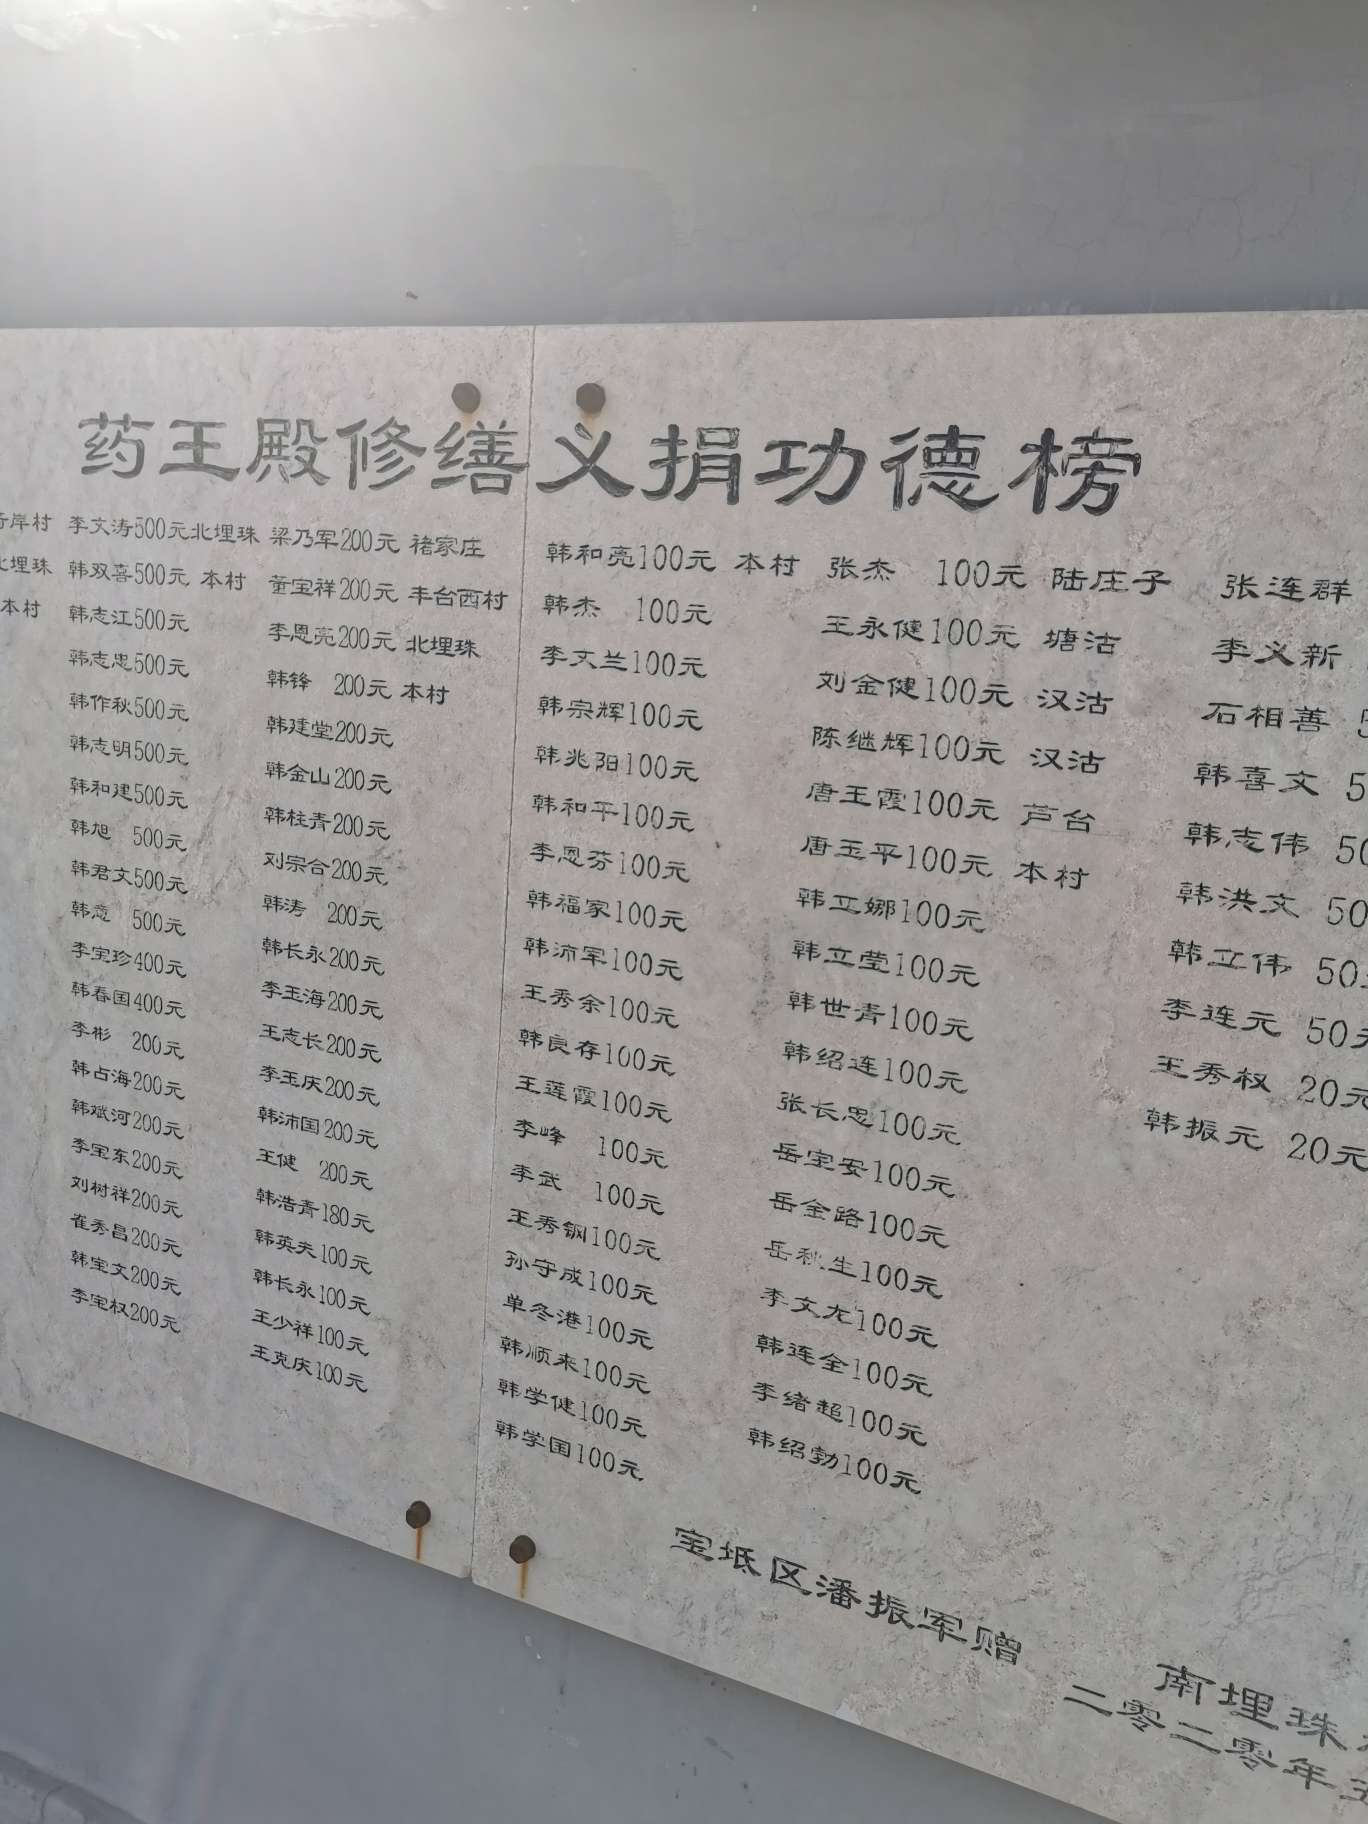 药王殿修缮义捐功德榜
岸村
埋珠
本村
李文涛500元北埋珠
韩双喜500元 本村
韩志江500元
韩志忠500元
韩作秋500元
韩志明500元
韩和建500元
韩旭 500元
韩君文500元
韩意 500元
李宝珍400元
韩春国400元
李彬 200元
韩占海200元
韩斌河200元
李宝东200元
刘树祥200元
崔秀昌200元
韩宝文200元
李宝权200元
梁乃军200元 褚家庄
董宝祥200元 丰台西村
李恩亮200元 北埋珠
韩锋 200元 本村
韩建堂200元
韩金山200元
韩柱青200元
刘宗合200元
韩涛 200元
韩长永200元
李玉海200元
王志长200元
李玉庆200元
韩沛国200元
王健 200元
韩浩青180元
韩英夫100元
韩长永100元
王少祥100元
王克庆100元
韩和亮100元 本村
韩杰 100元
李文兰100元
韩宗辉100元
韩兆阳100元
韩和平100元
李恩芬100元
韩福家100元
韩沛军100元
王秀余100元
韩良存100元
王莲霞100元
李峰 100元
李武 100元
王秀钢100元
孙守成100元
单冬港100元
韩顺来100元
韩学健100元
韩学国100元
张杰 100元 陆庄子
王永健100元 塘沽
刘金健100元 汉沽
陈继辉100元 汉沽
唐玉霞100元 芦台
唐玉平100元 本村
韩立娜100元
韩立莹100元
韩世青100元
韩绍连100元
张长忠100元
岳宝安100元
岳金路100元
岳秋生100元
李文龙100元
韩连全100元
李绪超100元
韩绍勃100元
张连群
李义新
石相善 5
韩喜文 5
韩志伟 50
韩洪文 50
韩立伟 50元
李连元 50元
王秀权 20元
韩振元 20元
宝坻区潘振军赠
南埋珠
二零二零年五